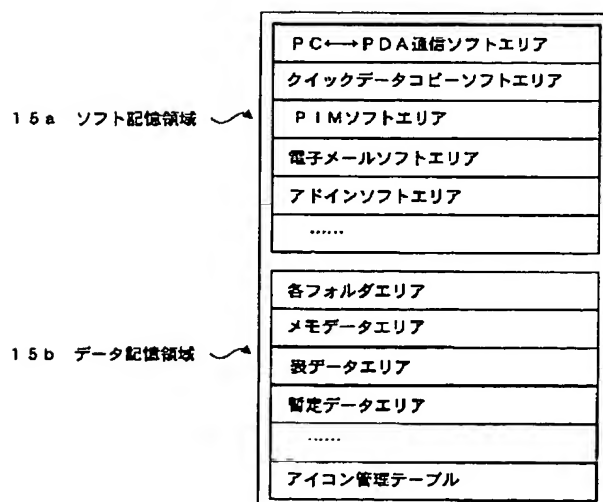 PC←→PDA通信ソフトエリア
クイックデータコピーソフトエリア
15a ソフト記憶領域
PIMソフトエリア
電子メールソフトエリア
アドインソフトエリア
……
各フォルダエリア
メモデータエリア
15b データ記憶領域
表データエリア
暫定データエリア
……
アイコン管理テーブル